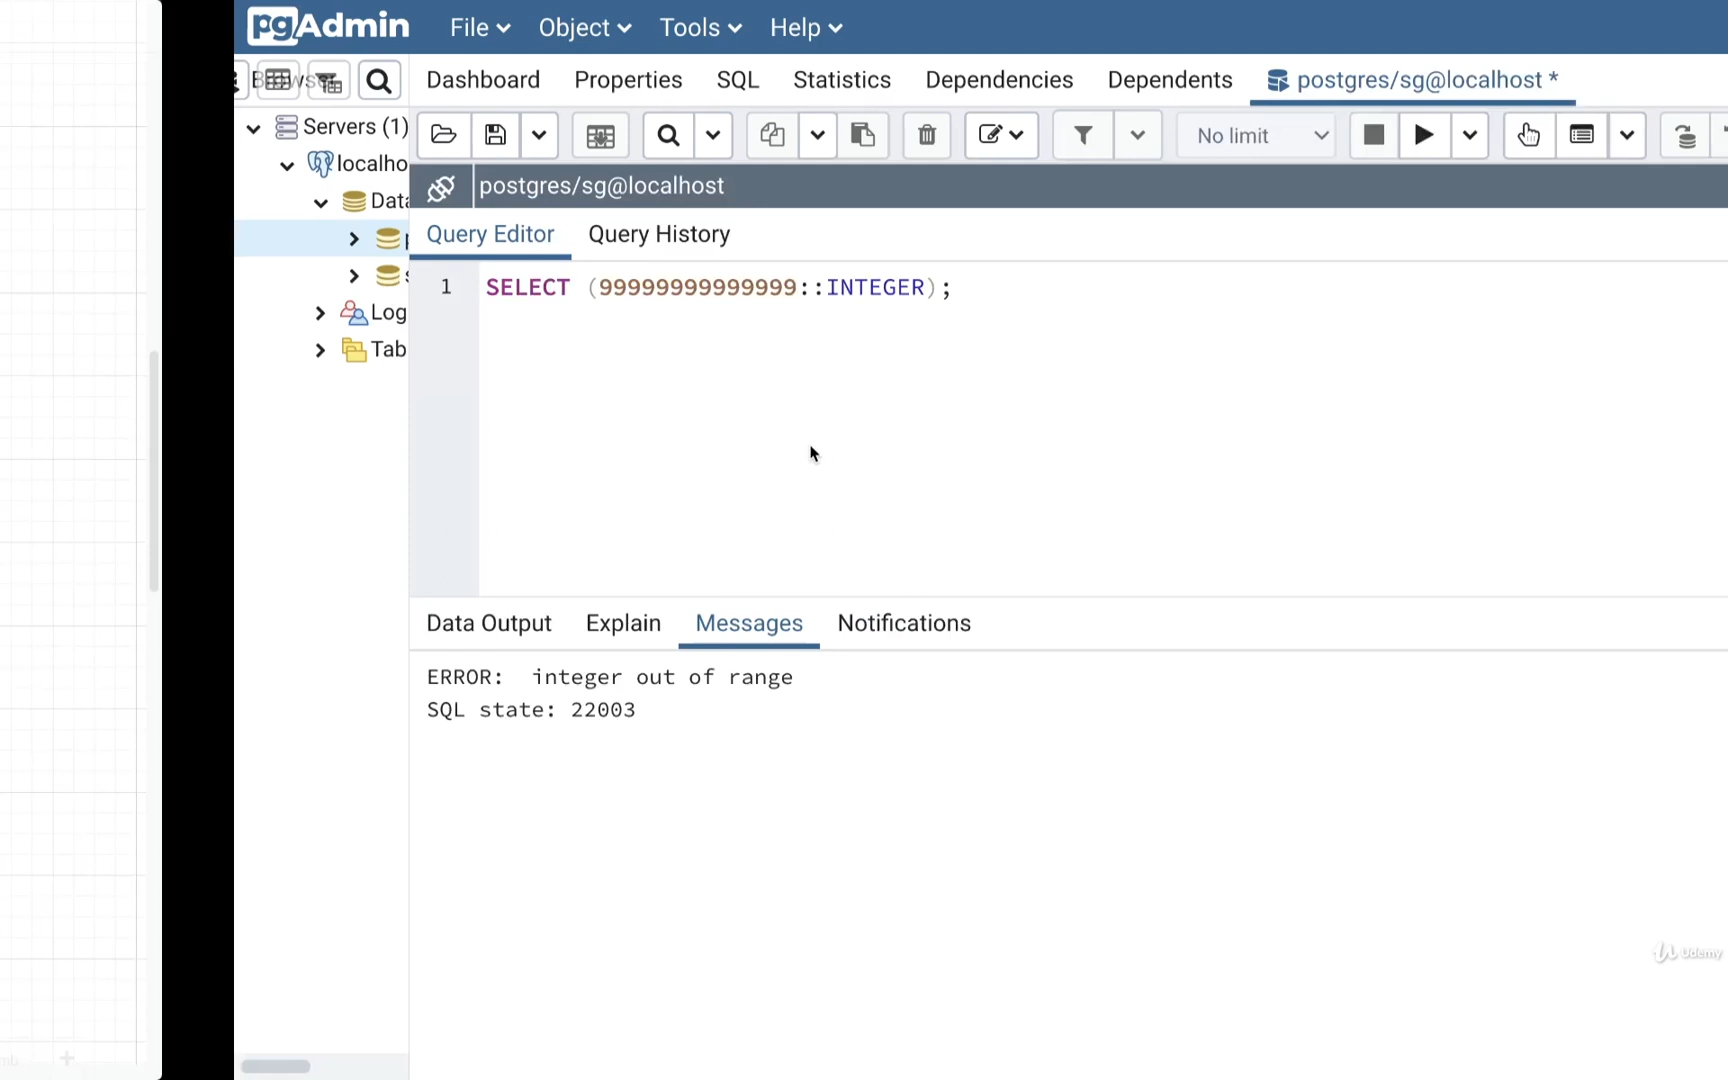 pgAdmin File Object Tools Help
Dashboard Properties SQL Statistics Dependencies Dependents postgres/sg@localhost *
Servers (1)
localho
Data
Log
Tab
No limit
postgres/sg@localhost
Query Editor Query History
1 SELECT (99999999999999::INTEGER);
Data Output Explain Messages Notifications
ERROR:  integer out of range
SQL state: 22003
Udemy